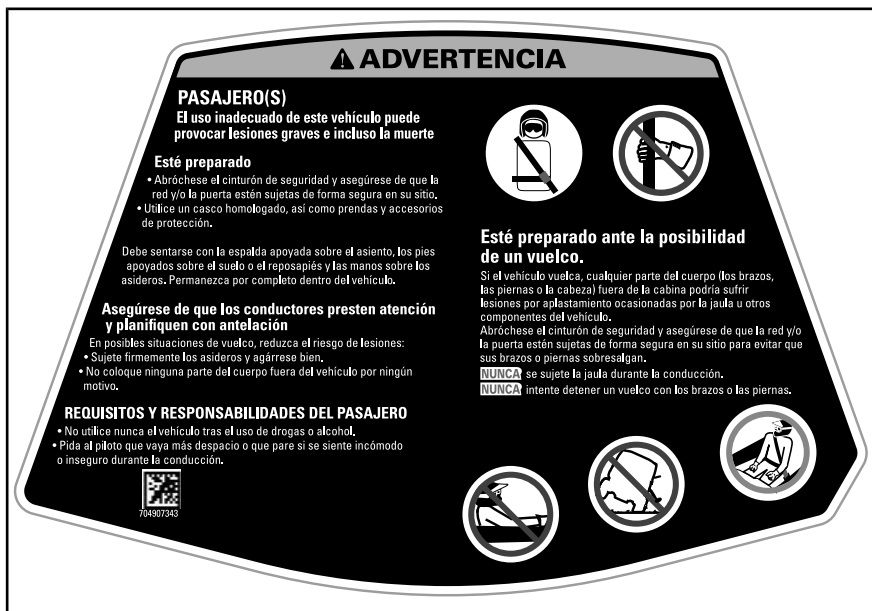 ADVERTENCIA
PASAJERO(S)
El uso inadecuado de este vehículo puede
provocar lesiones graves e incluso la muerte
Esté preparado
• Abróchese el cinturón de seguridad y asegúrese de que la
red y/o la puerta estén sujetas de forma segura en su sitio.
• Utilice un casco homologado, así como prendas y accesorios
de protección.
Debe sentarse con la espalda apoyada sobre el asiento, los pies
apoyados sobre el suelo o el reposapiés y las manos sobre los
asideros. Permanezca por completo dentro del vehículo.
Asegúrese de que los conductores presten atención
y planifiquen con antelación
En posibles situaciones de vuelco, reduzca el riesgo de lesiones:
• Sujete firmemente los asideros y agárrese bien.
• No coloque ninguna parte del cuerpo fuera del vehículo por ningún
motivo.
REQUISITOS Y RESPONSABILIDADES DEL PASAJERO
• No utilice nunca el vehículo tras el uso de drogas o alcohol.
• Pida al piloto que vaya más despacio o que pare si se siente incómodo
o inseguro durante la conducción.
704907343
Esté preparado ante la posibilidad
de un vuelco.
Si el vehículo vuelca, cualquier parte del cuerpo (los brazos,
las piernas o la cabeza) fuera de la cabina podría sufrir
lesiones por aplastamiento ocasionadas por la jaula u otros
componentes del vehículo.
Abróchese el cinturón de seguridad y asegúrese de que la red y/o
la puerta estén sujetas de forma segura en su sitio para evitar que
sus brazos o piernas sobresalgan.
NUNCA se sujete la jaula durante la conducción.
NUNCA intente detener un vuelco con los brazos o las piernas.